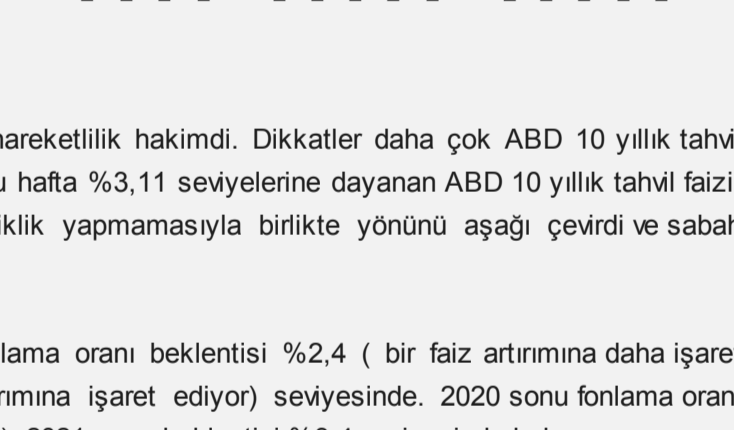 hareketlilik hakimdi. Dikkatler daha çok ABD 10 yıllık tahvi
u hafta %3,11 seviyelerine dayanan ABD 10 yıllık tahvil faizi
iklik yapmamasıyla birlikte yönünü aşağı çevirdi ve sabah
lama oranı beklentisi %2,4 ( bir faiz artırımına daha işare
rımına işaret ediyor) seviyesinde. 2020 sonu fonlama oran